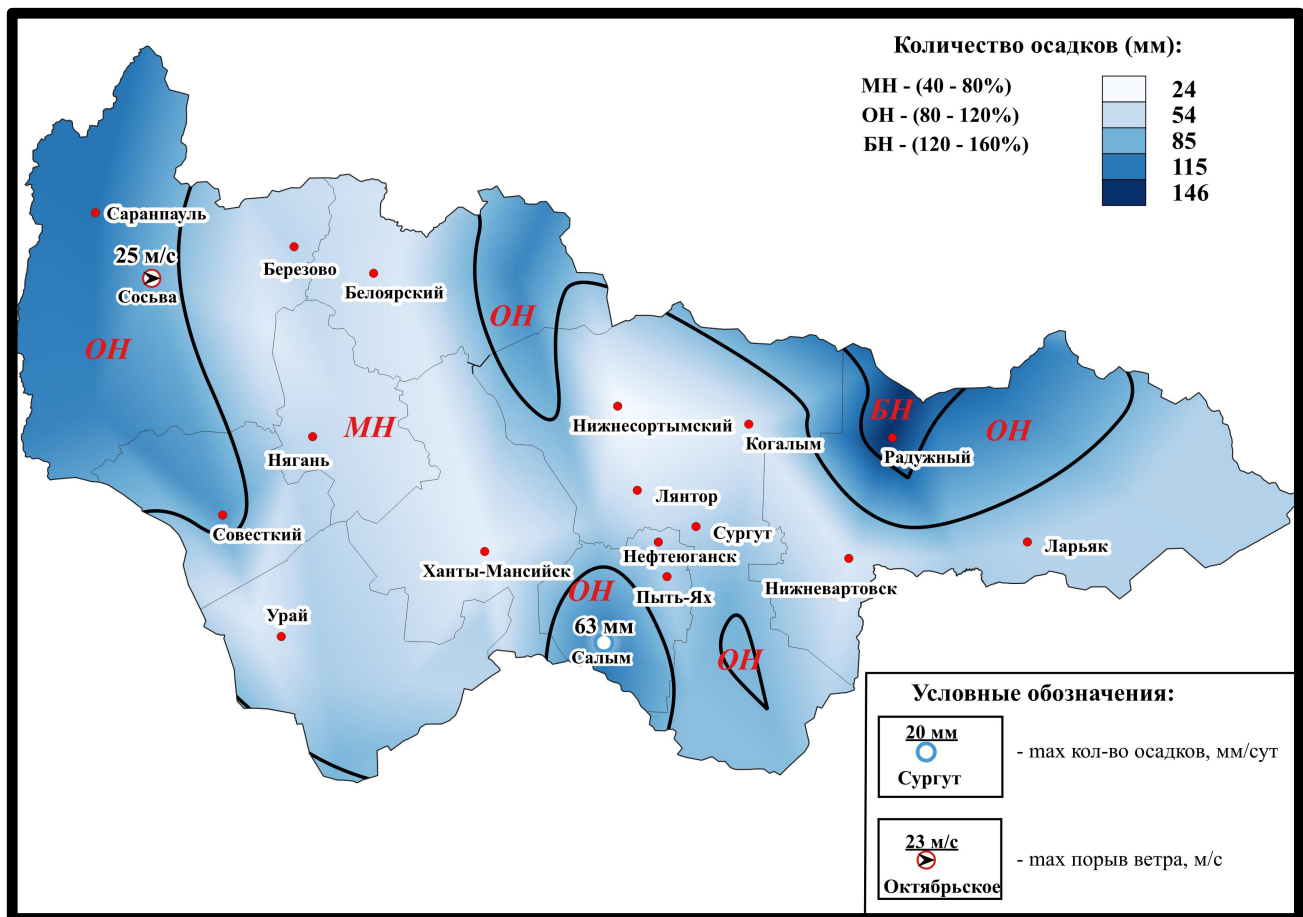 Количество осадков (мм):
МН - (40 - 80%)
ОН - (80 - 120%)
БН - (120 - 160%)
24
54
85
115
146
Саранпауль
25 м/с
Сосьва
Березово
Белоярский
ОН
ОН
МН
Нягань
Нижнесортымский
Когалым
БН
ОН
Радужный
Совесткий
Лянтор
Сургут
Нефтеюганск
Ханты-Мансийск
ОН
Пыть-Ях
Нижневартовск
Ларьяк
Урай
63 мм
Салым
ОН
Условные обозначения:
20 мм
Сургут
- max кол-во осадков, мм/сут
23 м/с
Октябрьское
- max порыв ветра, м/с